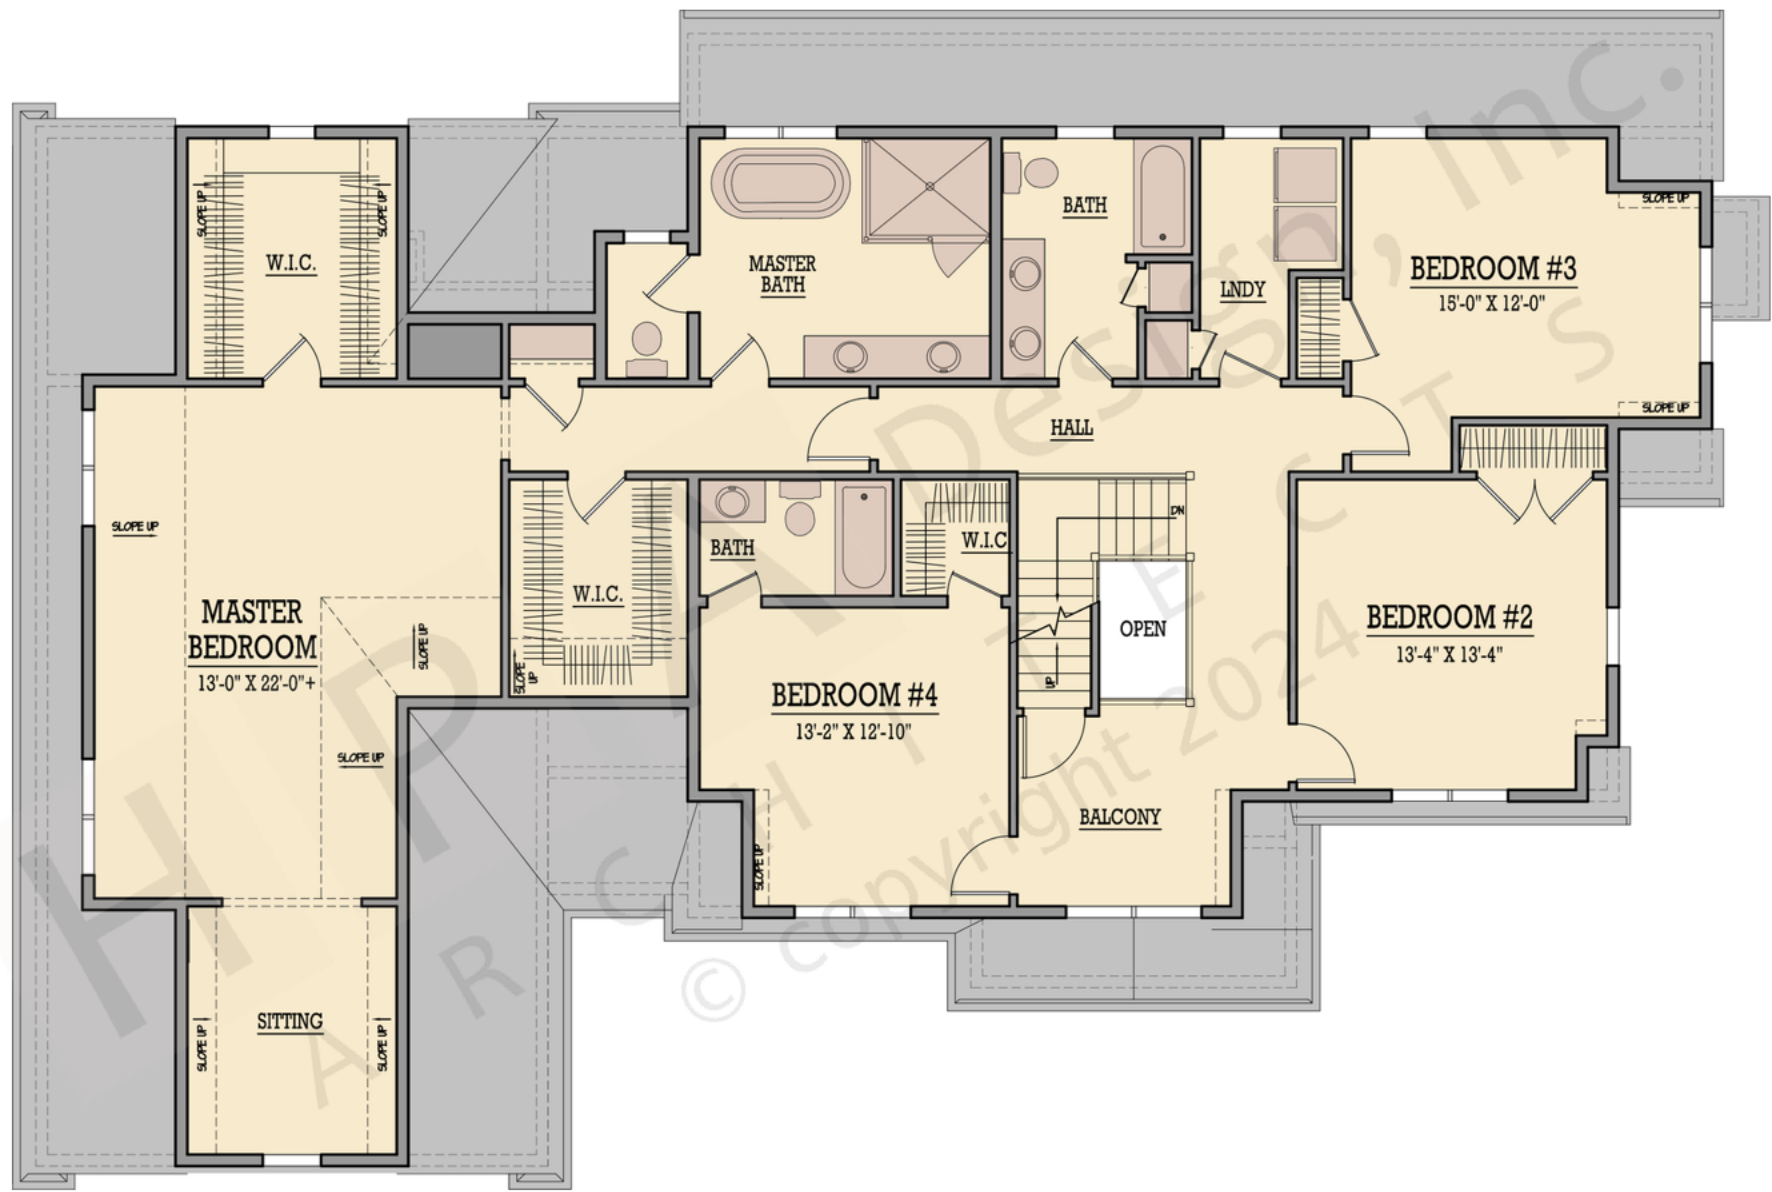 SLOPE UP
SLOPE UP
W.I.C.
MASTER
BATH
BATH
LNDY
BEDROOM #3
15'-0" X 12'-0"
SLOPE UP
SLOPE UP
HALL
SLOPE UP
MASTER
BEDROOM
13'-0" X 22'-0"+
SLOPE UP
SLOPE UP
W.I.C.
SLOPE
UP
BATH
W.I.C
DN
UP
OPEN
BEDROOM #2
13'-4" X 13'-4"
BEDROOM #4
13'-2" X 12'-10"
SLOPE UP
BALCONY
SITTING
SLOPE UP
SLOPE UP
HPA Design, Inc.
ARCHITECTS
© copyright 2024